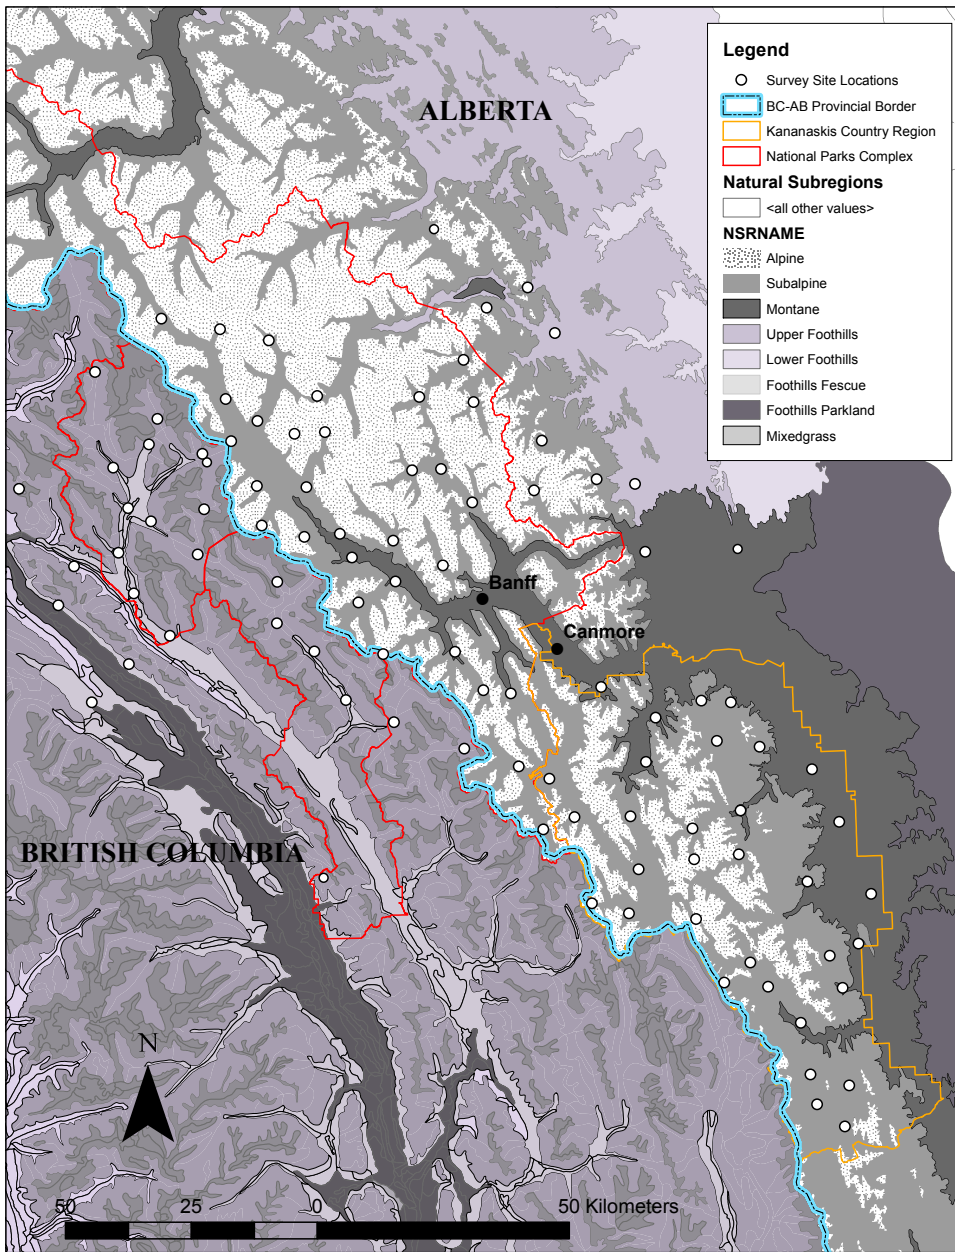 ALBERTA
Legend
Survey Site Locations
BC-AB Provincial Border
Kananaskis Country Region
National Parks Complex
Natural Subregions
<all other values>
NSRNAME
Alpine
Subalpine
Montane
Upper Foothills
Lower Foothills
Foothills Fescue
Foothills Parkland
Mixedgrass
Banff
Canmore
BRITISH COLUMBIA
N
50 25 0 50 Kilometers